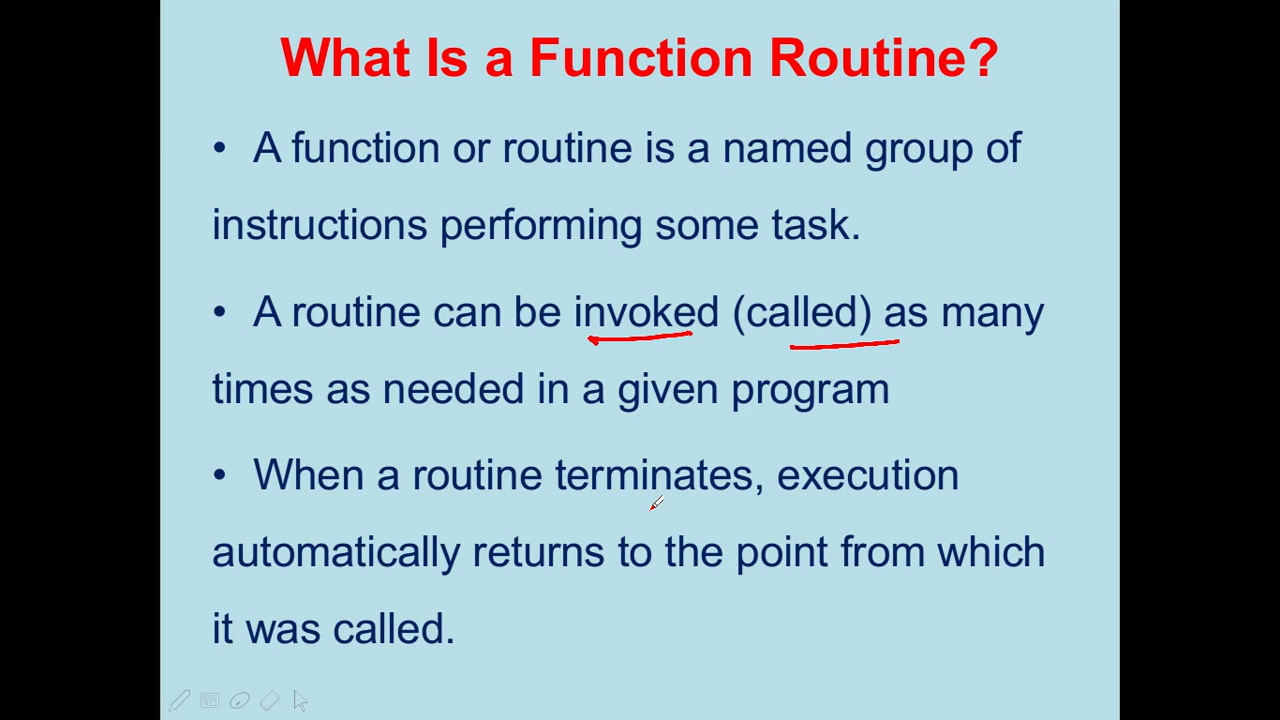 What Is a Function Routine?
• A function or routine is a named group of
instructions performing some task.
• A routine can be invoked (called) as many
times as needed in a given program
• When a routine terminates, execution
automatically returns to the point from which
it was called.